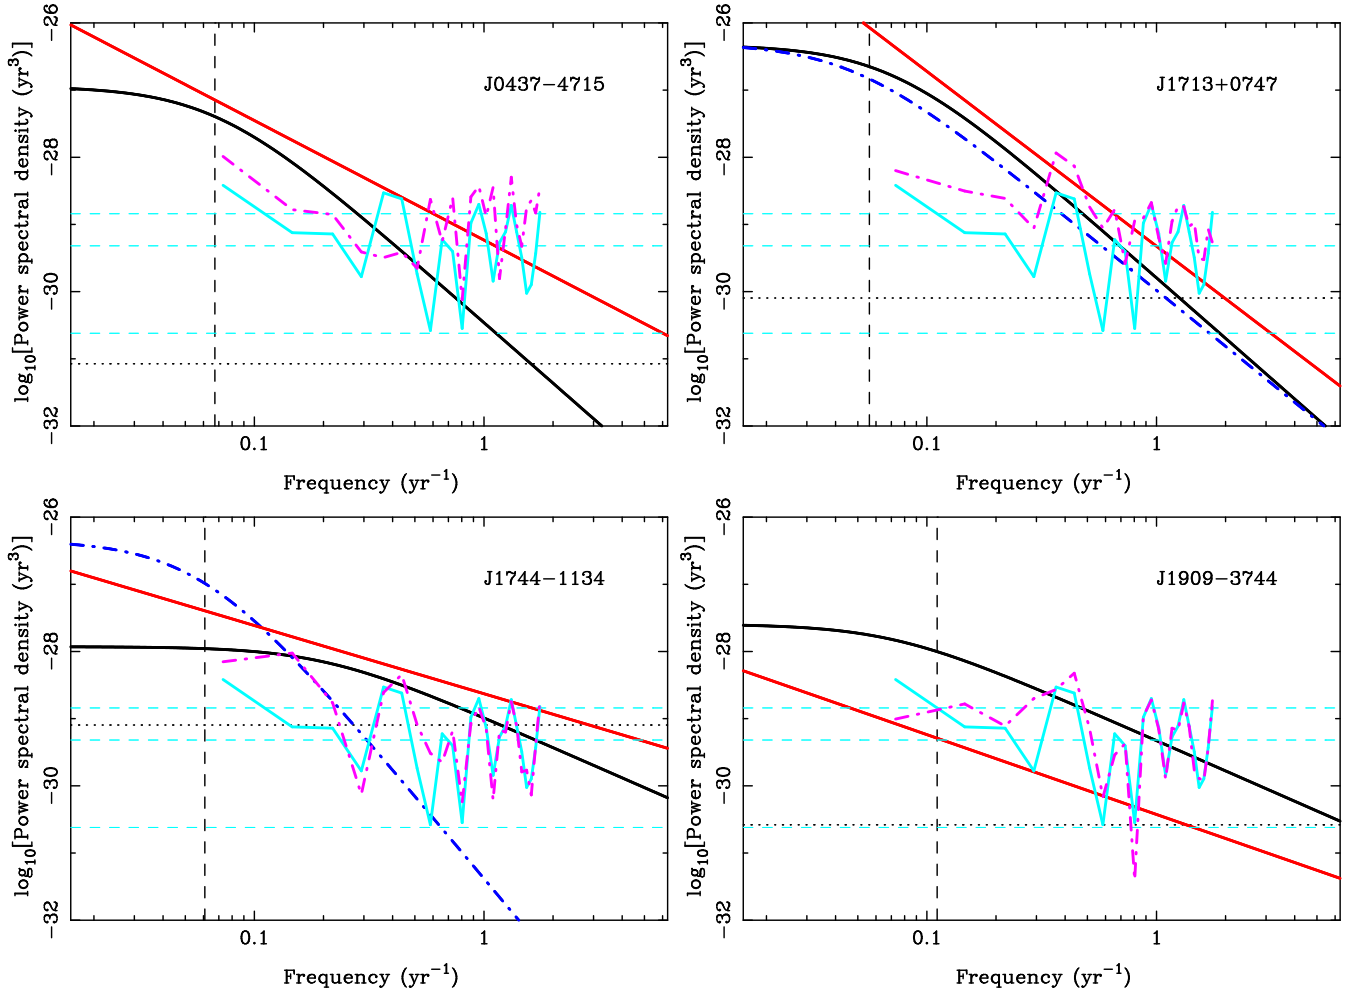 −26
−28
−30
−32
log10[Power spectral density (yr3)]
J0437−4715
0.1
1
Frequency (yr−1)
−26
−28
−30
−32
log10[Power spectral density (yr3)]
J1713+0747
0.1
1
Frequency (yr−1)
−26
−28
−30
−32
log10[Power spectral density (yr3)]
J1744−1134
0.1
1
Frequency (yr−1)
−26
−28
−30
−32
log10[Power spectral density (yr3)]
J1909−3744
0.1
1
Frequency (yr−1)